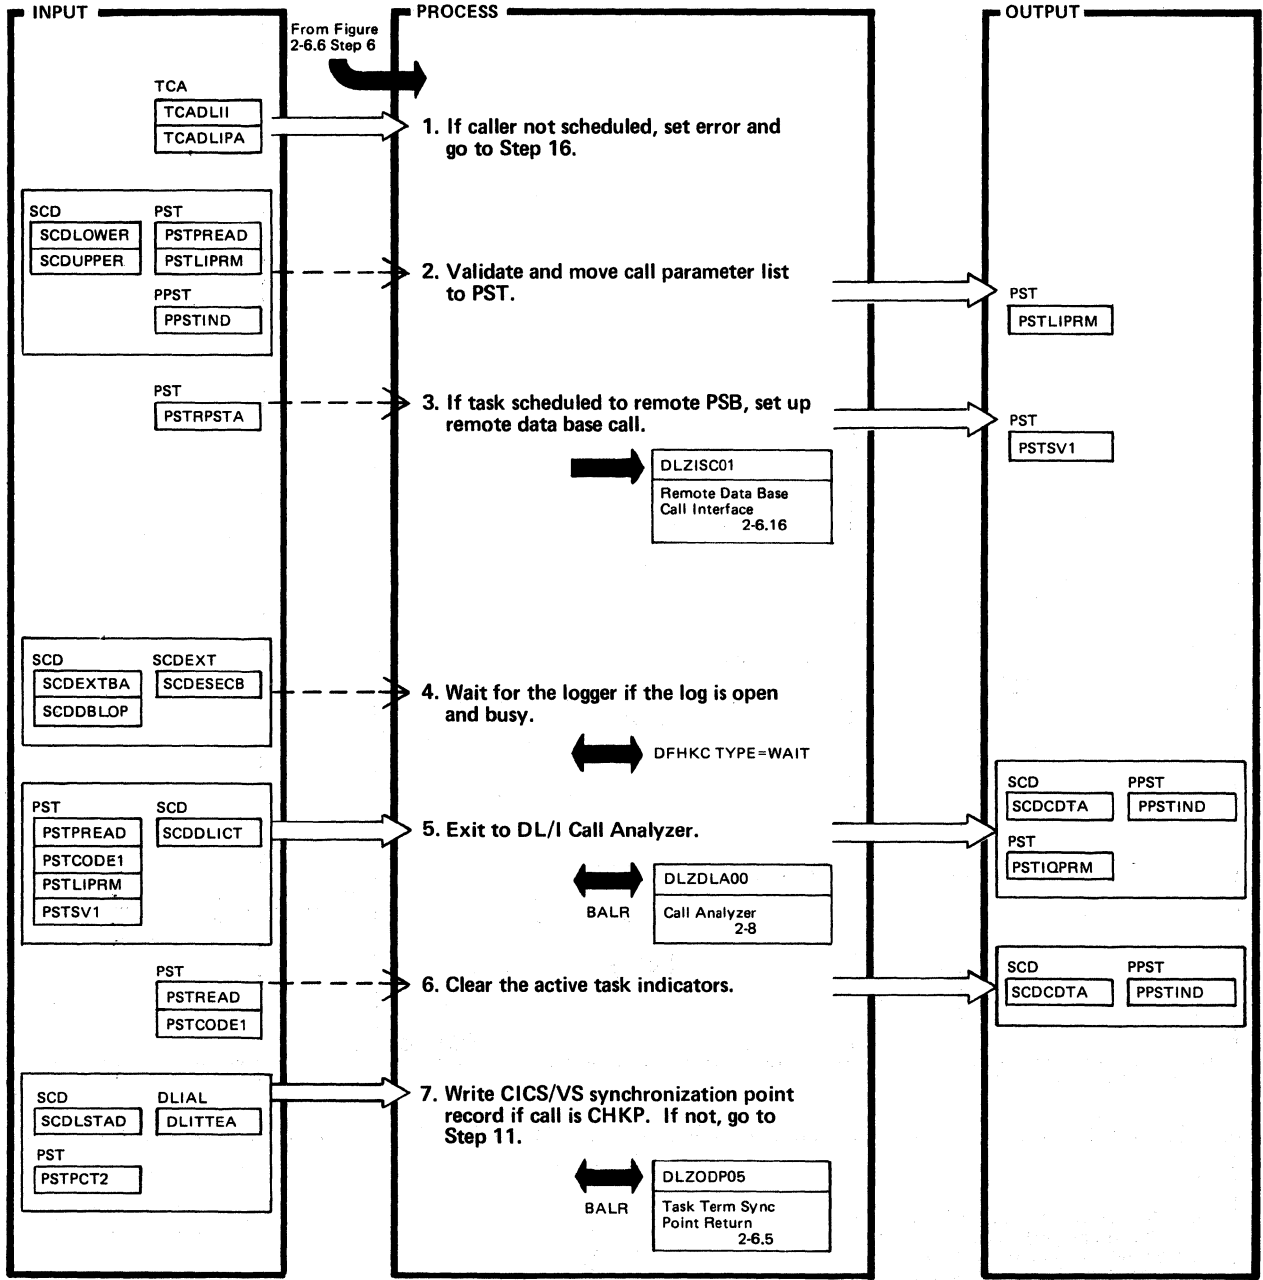 INPUT
PROCESS
OUTPUT
From Figure
2-6.6 Step 6
TCA
TCADLII
TCADLIPA
1. If caller not scheduled, set error and
go to Step 16.
SCD
SCDLOWER
SCDUPPER
PST
PSTPREAD
PSTLIPRM
PPST
PPSTIND
2. Validate and move call parameter list
to PST.
PST
PSTLIPRM
PST
PSTRPSTA
3. If task scheduled to remote PSB, set up
remote data base call.
DLZISC01
Remote Data Base
Call Interface
2-6.16
PST
PSTSV1
SCD
SCDEXTBA
SCDDBLOP
SCDEXT
SCDESECB
4. Wait for the logger if the log is open
and busy.
DFHKC TYPE=WAIT
PST
PSTPREAD
PSTCODE1
PSTLIPRM
PSTSV1
SCD
SCDDLICT
5. Exit to DL/I Call Analyzer.
BALR
DLZDLA00
Call Analyzer
2-8
SCD
SCDCDTA
PPST
PPSTIND
PST
PSTIQPRM
PST
PSTREAD
PSTCODE1
6. Clear the active task indicators.
SCD
SCDCDTA
PPST
PPSTIND
SCD
SCDLSTAD
DLIAL
DLITTEA
PST
PSTPCT2
7. Write CICS/VS synchronization point
record if call is CHKP. If not, go to
Step 11.
BALR
DLZODP05
Task Term Sync
Point Return
2-6.5